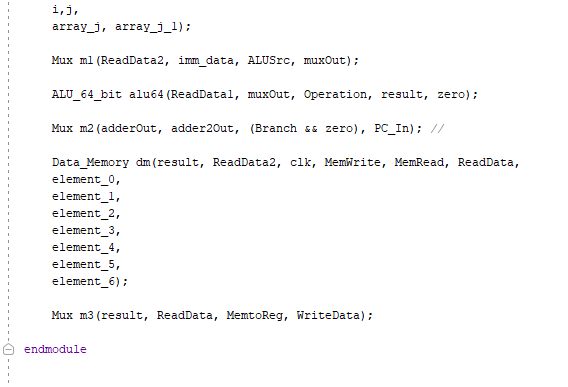 i,j,
array_j, array_j_1);
Mux m1(ReadData2, imm_data, ALUSrc, muxOut);
ALU_64_bit alu64(ReadData1, muxOut, Operation, result, zero);
Mux m2(adderOut, adder2Out, (Branch && zero), PC_In); //
Data_Memory dm(result, ReadData2, clk, MemWrite, MemRead, ReadData,
element_0,
element_1,
element_2,
element_3,
element_4,
element_5,
element_6);
Mux m3(result, ReadData, MemtoReg, WriteData);
endmodule